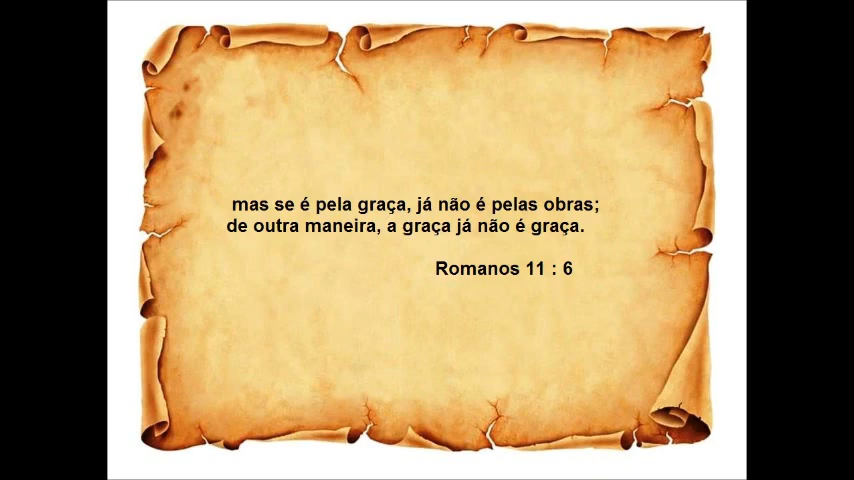 mas se é pela graça, já não é pelas obras;
de outra maneira, a graça já não é graça.
Romanos 11 : 6